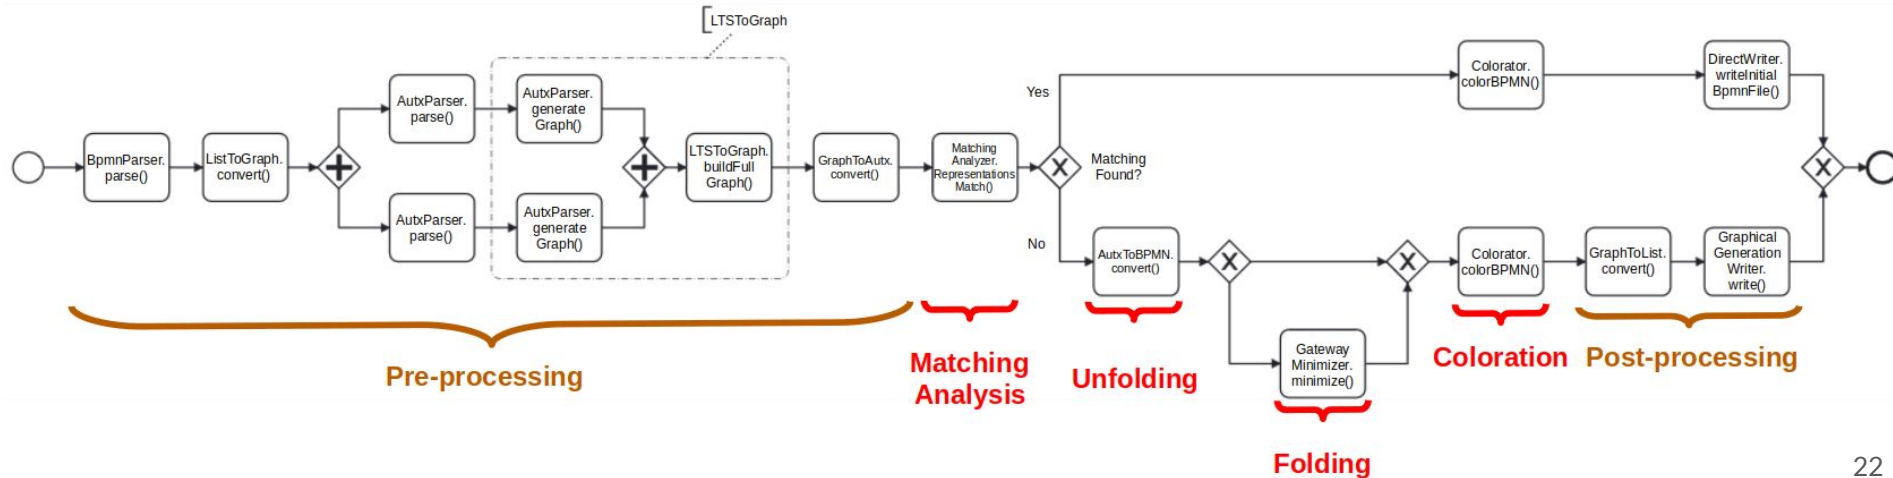 LTSToGraph
BpmnParser.
parse()
ListToGraph.
convert()
AutxParser.
parse()
AutxParser.
generate
Graph()
AutxParser.
parse()
AutxParser.
generate
Graph()
LTSToGraph.
buildFull
Graph()
GraphToAutx.
convert()
Matching
Analyzer.
Representations
Match()
Matching
Found?
Yes
Colorator.
colorBPMN()
DirectWriter.
writeInitial
BpmnFile()
No
AutxToBPMN.
convert()
Gateway
Minimizer.
minimize()
Colorator.
colorBPMN()
GraphToList.
convert()
Graphical
Generation
Writer.
write()
Pre-processing
Matching
Analysis
Unfolding
Folding
Coloration
Post-processing
22